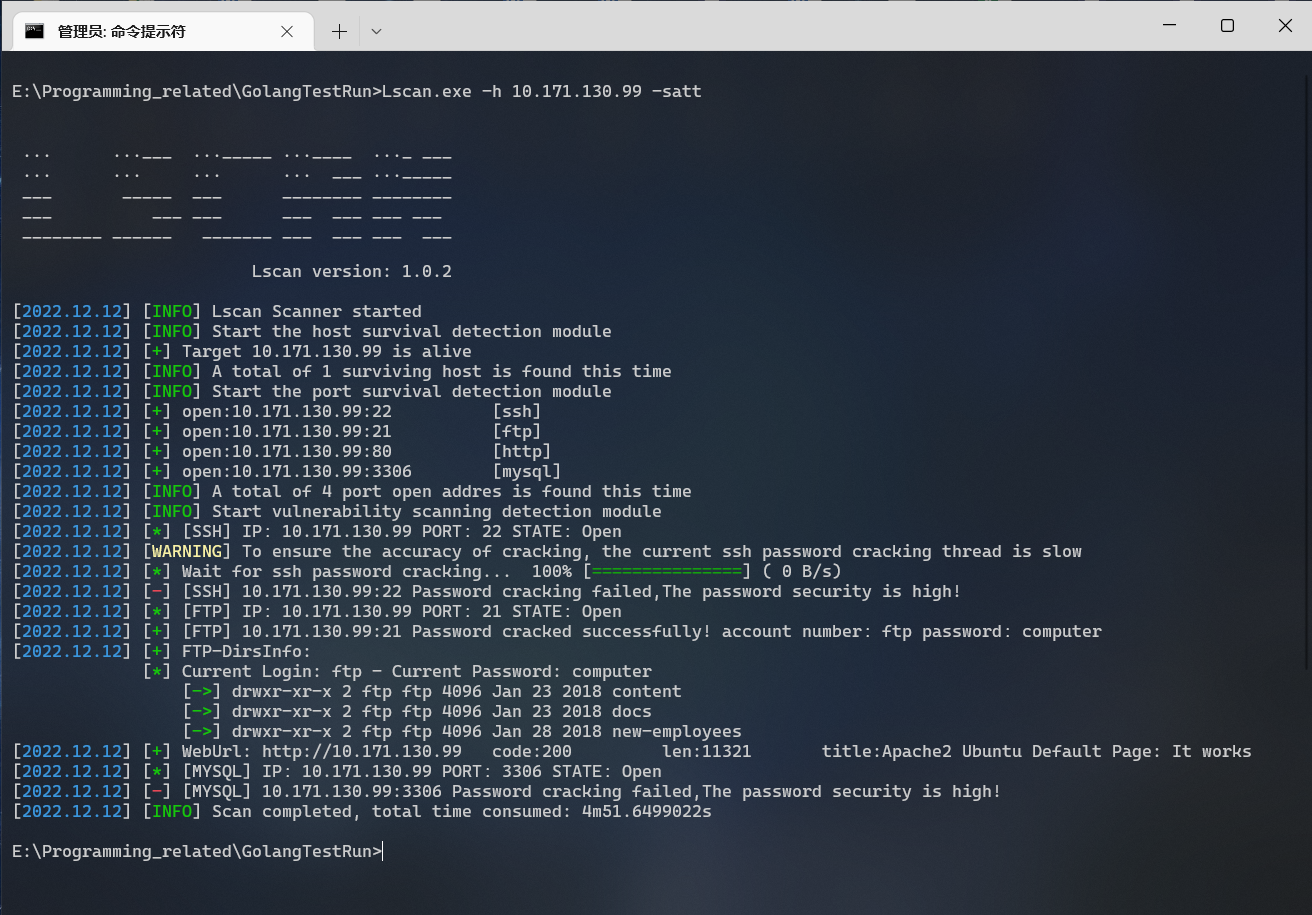 管理员: 命令提示符
E:\Programming_related\GolangTestRun>Lscan.exe -h 10.171.130.99 -satt
Lscan version: 1.0.2
[2022.12.12] [INFO] Lscan Scanner started
[2022.12.12] [INFO] Start the host survival detection module
[2022.12.12] [+] Target 10.171.130.99 is alive
[2022.12.12] [INFO] A total of 1 surviving host is found this time
[2022.12.12] [INFO] Start the port survival detection module
[2022.12.12] [+] open:10.171.130.99:22 [ssh]
[2022.12.12] [+] open:10.171.130.99:21 [ftp]
[2022.12.12] [+] open:10.171.130.99:80 [http]
[2022.12.12] [+] open:10.171.130.99:3306 [mysql]
[2022.12.12] [INFO] A total of 4 port open addres is found this time
[2022.12.12] [INFO] Start vulnerability scanning detection module
[2022.12.12] [*] [SSH] IP: 10.171.130.99 PORT: 22 STATE: Open
[2022.12.12] [WARNING] To ensure the accuracy of cracking, the current ssh password cracking thread is slow
[2022.12.12] [*] Wait for ssh password cracking... 100% [===============] ( 0 B/s)
[2022.12.12] [-] [SSH] 10.171.130.99:22 Password cracking failed,The password security is high!
[2022.12.12] [*] [FTP] IP: 10.171.130.99 PORT: 21 STATE: Open
[2022.12.12] [+] [FTP] 10.171.130.99:21 Password cracked successfully! account number: ftp password: computer
[2022.12.12] [+] FTP-DirsInfo:
[*] Current Login: ftp - Current Password: computer
[->] drwxr-xr-x 2 ftp ftp 4096 Jan 23 2018 content
[->] drwxr-xr-x 2 ftp ftp 4096 Jan 23 2018 docs
[->] drwxr-xr-x 2 ftp ftp 4096 Jan 28 2018 new-employees
[2022.12.12] [+] WebUrl: http://10.171.130.99 code:200 len:11321 title:Apache2 Ubuntu Default Page: It works
[2022.12.12] [*] [MYSQL] IP: 10.171.130.99 PORT: 3306 STATE: Open
[2022.12.12] [-] [MYSQL] 10.171.130.99:3306 Password cracking failed,The password security is high!
[2022.12.12] [INFO] Scan completed, total time consumed: 4m51.6499022s
E:\Programming_related\GolangTestRun>